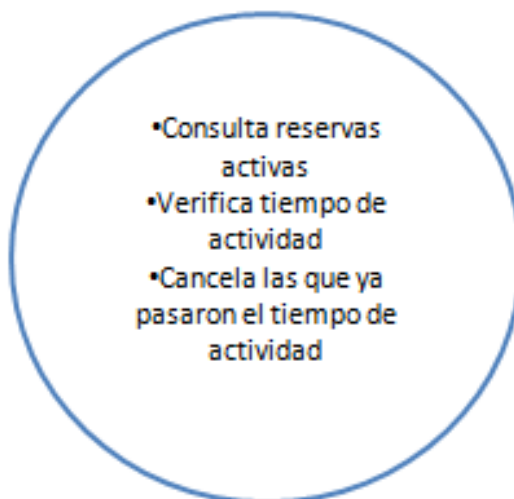 •Consulta reservas
activas
•Verifica tiempo de
actividad
•Cancela las que ya
pasaron el tiempo de
actividad